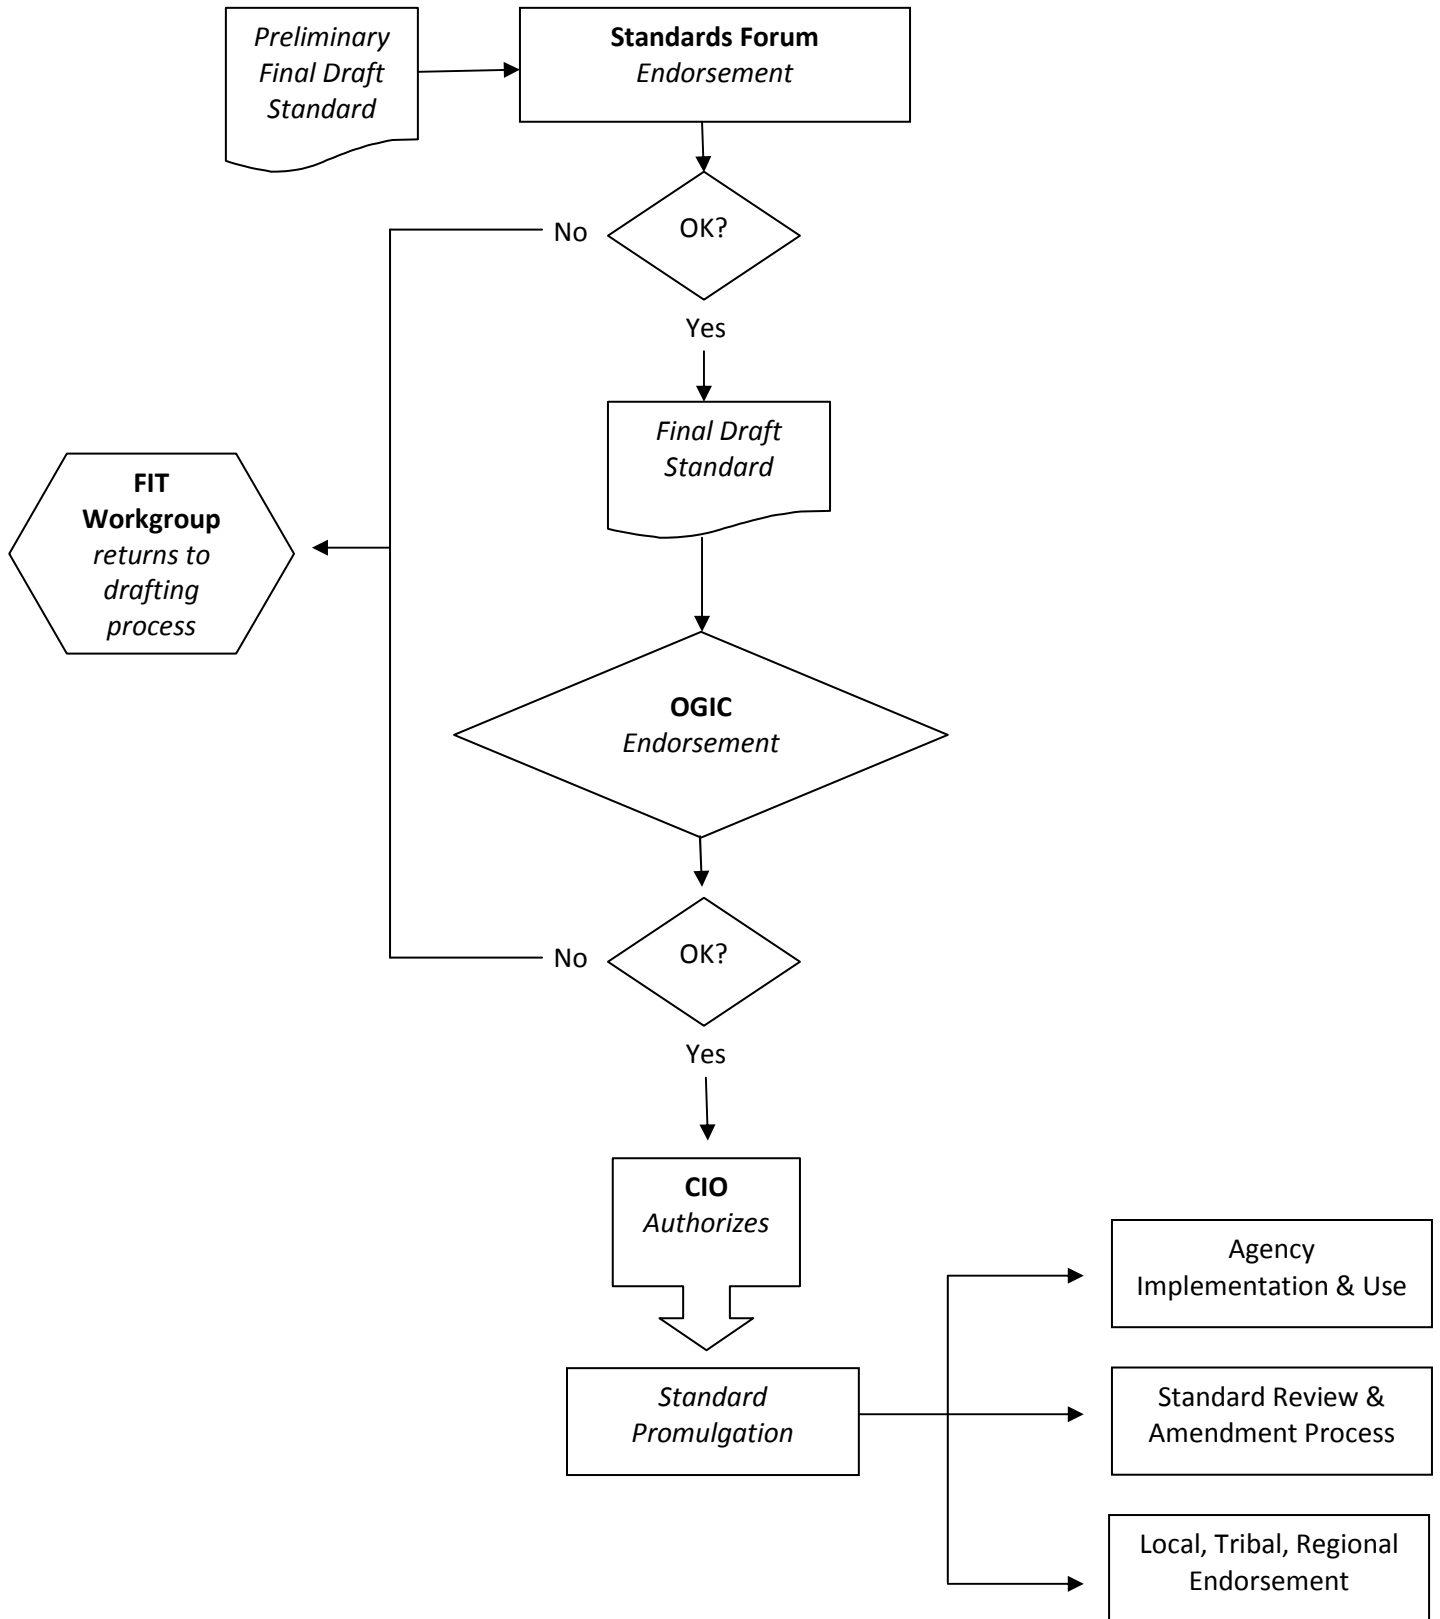 Preliminary
Final Draft
Standard
Standards Forum
Endorsement
OK?
No
Yes
Final Draft
Standard
FIT
Workgroup
returns to
drafting
process
OGIC
Endorsement
OK?
No
Yes
CIO
Authorizes
Standard
Promulgation
Agency
Implementation & Use
Standard Review &
Amendment Process
Local, Tribal, Regional
Endorsement